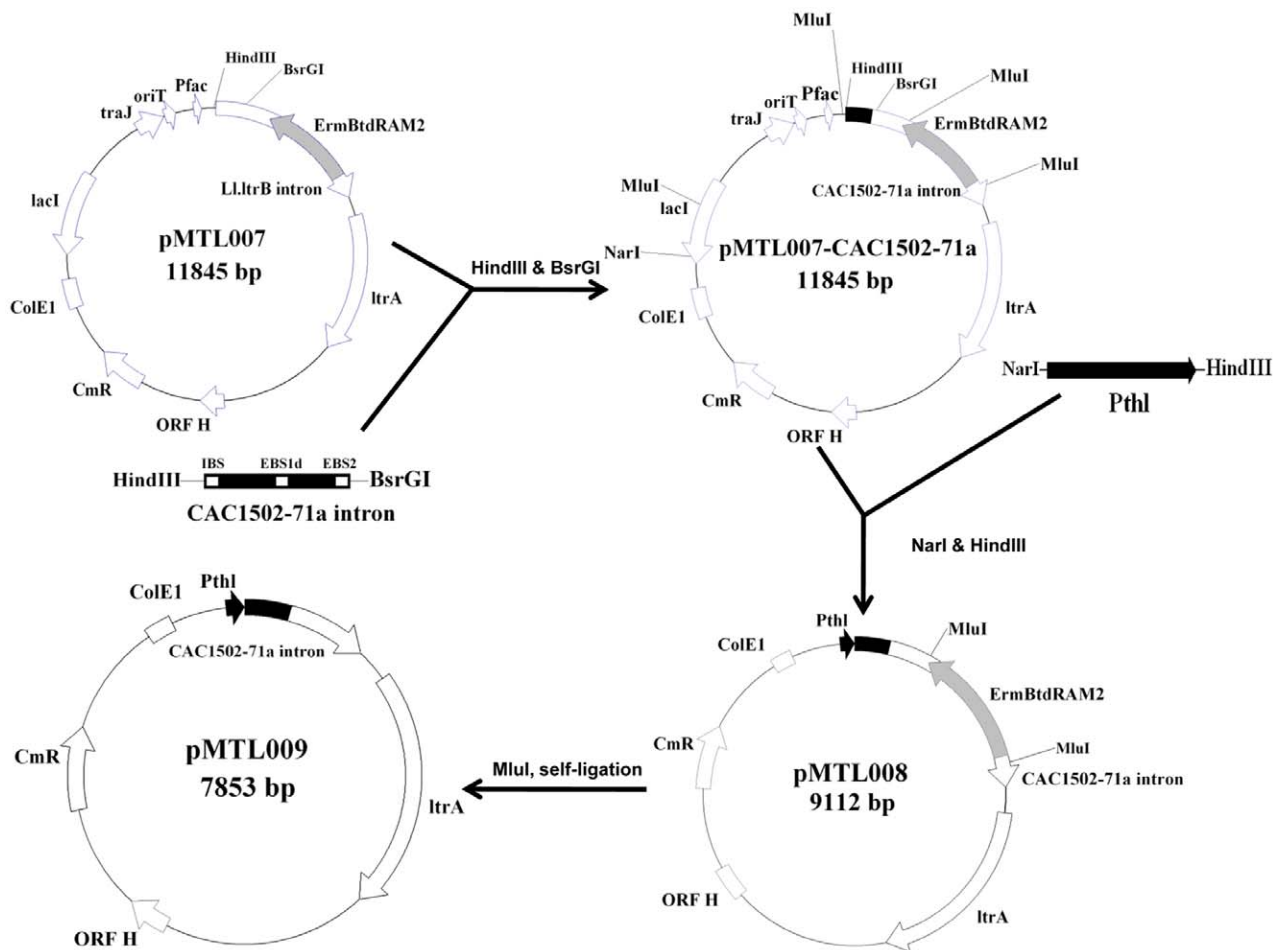 HindIII
BsrGI
Pfac
oriT
traJ
ErmBtdRAM2
Ll.ltrB intron
lacI
pMTL007
11845 bp
ColE1
ltrA
CmR
ORF H
HindIII & BsrGI
MluI
HindIII
BsrGI
MluI
Pfac
oriT
traJ
ErmBtdRAM2
MluI
CAC1502-71a intron
MluI
lacI
NarI
pMTL007-CAC1502-71a
11845 bp
ColE1
ltrA
CmR
ORF H
NarI
HindIII
Pthl
IBS EBS1d EBS2
HindIII
BsrGI
CAC1502-71a intron
NarI & HindIII
Pthl
ColE1
CAC1502-71a intron
CmR
pMTL009
7853 bp
ltrA
ORF H
MluI, self-ligation
Pthl
MluI
ColE1
ErmBtdRAM2
MluI
CmR
CAC1502-71a intron
pMTL008
9112 bp
ORF H
ltrA